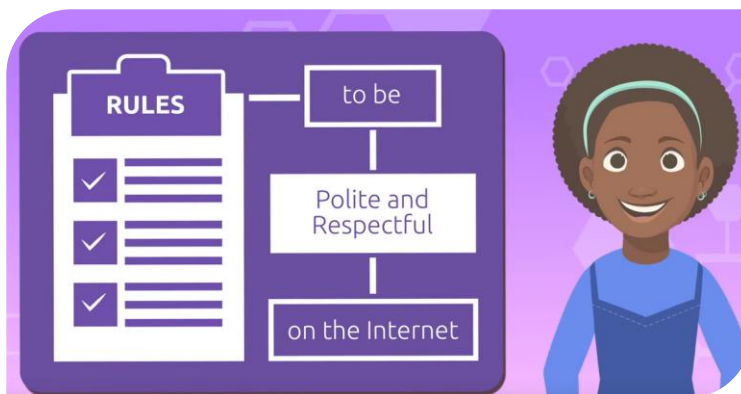 RULES
to be
Polite and
Respectful
on the Internet